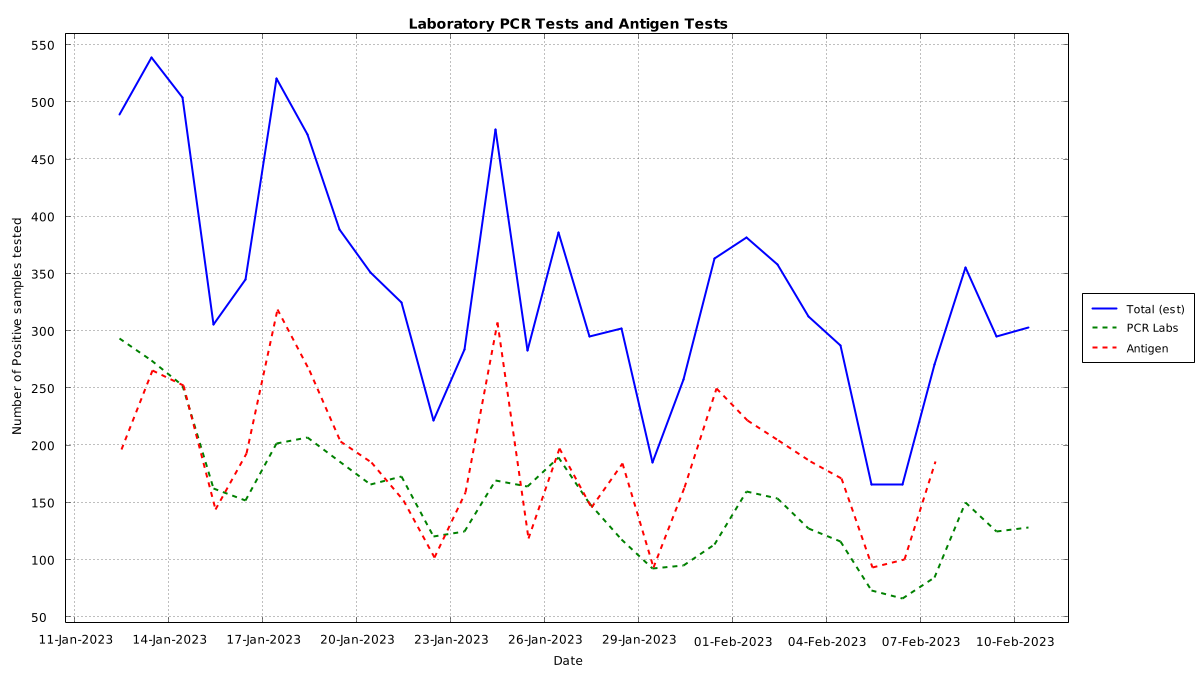 Laboratory PCR Tests and Antigen Tests
550
500
450
400
350
300
250
200
150
100
50
Number of Positive samples tested
11-Jan-2023 14-Jan-2023 17-Jan-2023 20-Jan-2023 23-Jan-2023 26-Jan-2023 29-Jan-2023 01-Feb-2023 04-Feb-2023 07-Feb-2023 10-Feb-2023
Date
Total (est)
PCR Labs
Antigen